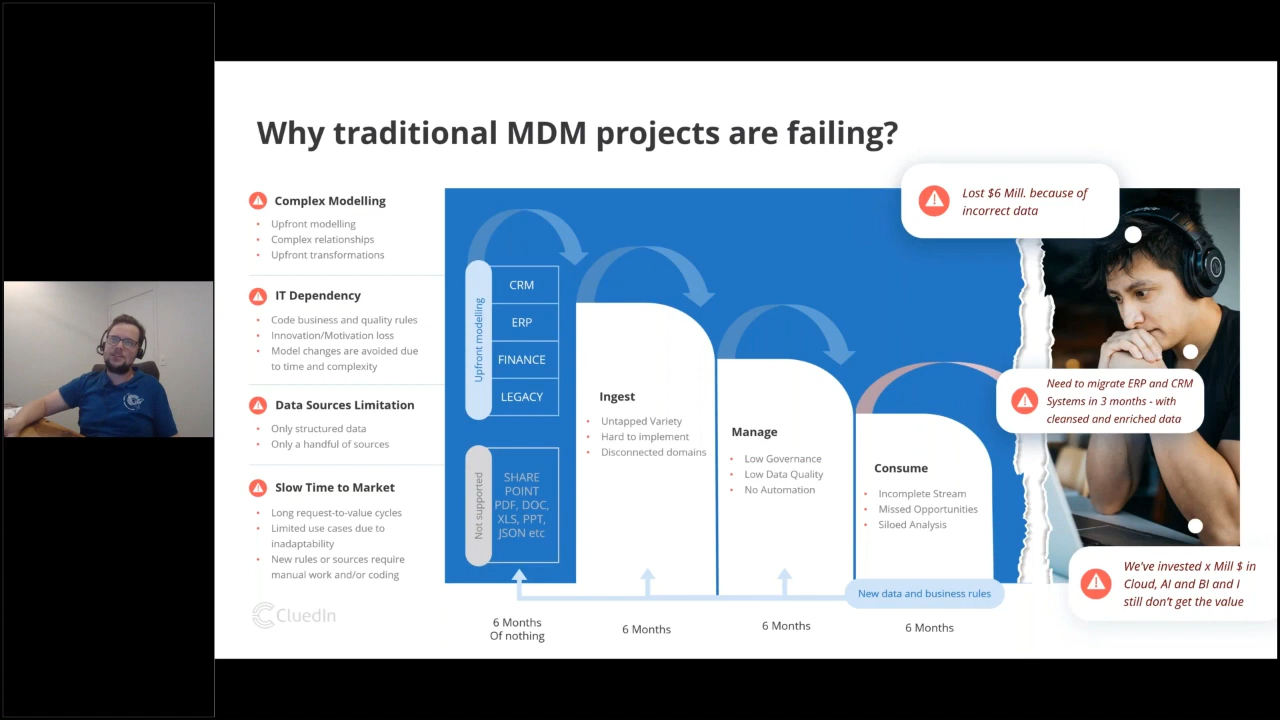 Why traditional MDM projects are failing?
Complex Modelling
Upfront modelling
Complex relationships
Upfront transformations
IT Dependency
Code business and quality rules
Innovation/Motivation loss
Model changes are avoided due
to time and complexity
Data Sources Limitation
Only structured data
Only a handful of sources
Slow Time to Market
Long request-to-value cycles
Limited use cases due to
inadaptability
New rules or sources require
manual work and/or coding
CluedIn
Upfront modelling
CRM
ERP
FINANCE
LEGACY
Not supported
SHARE
POINT
PDF, DOC,
XLS, PPT,
JSON etc
6 Months
Of nothing
Ingest
Untapped Variety
Hard to implement
Disconnected domains
6 Months
Manage
Low Governance
Low Data Quality
No Automation
6 Months
Consume
Incomplete Stream
Missed Opportunities
Siloed Analysis
New data and business rules
6 Months
Lost $6 Mill. because of
incorrect data
Need to migrate ERP and CRM
Systems in 3 months - with
cleansed and enriched data
We've invested x Mill $ in
Cloud, AI and BI and I
still don't get the value